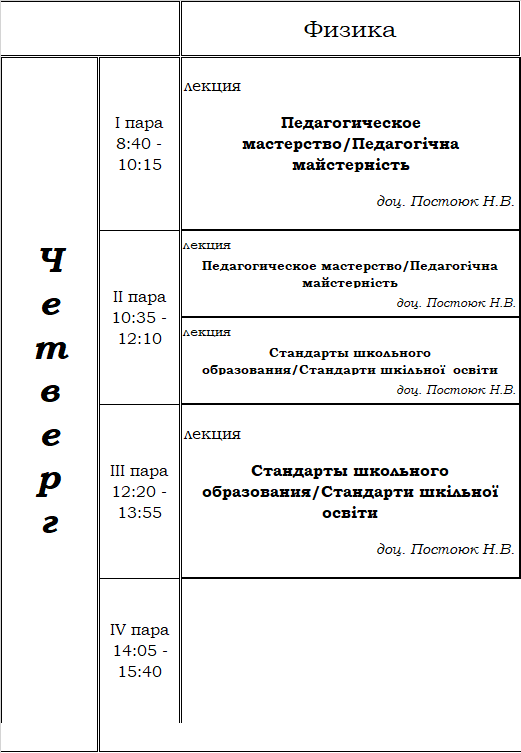 Физика
Четверг
I пара
8:40 -
10:15
лекция
Педагогическое
мастерство/Педагогічна
майстерність
доц. Постоюк Н.В.
II пара
10:35 -
12:10
лекция
Педагогическое мастерство/Педагогічна
майстерність
доц. Постоюк Н.В.
лекция
Стандарты школьного
образования/Стандарти шкільної освіти
доц. Постоюк Н.В.
III пара
12:20 -
13:55
лекция
Стандарты школьного
образования/Стандарти шкільної
освіти
доц. Постоюк Н.В.
IV пара
14:05 -
15:40